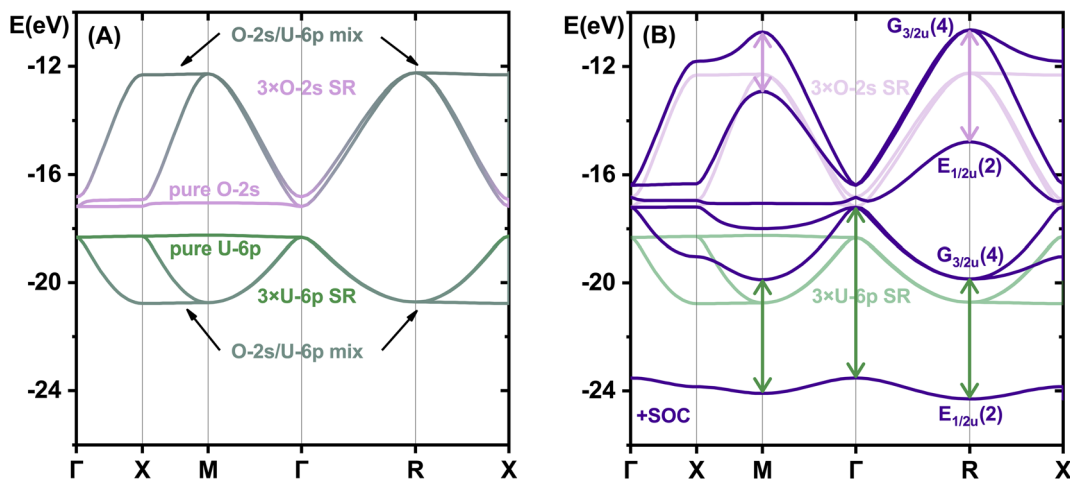 E(eV)
(A)
O-2s/U-6p mix
3×O-2s SR
pure O-2s
pure U-6p
3×U-6p SR
O-2s/U-6p mix
-12
-16
-20
-24
Γ X M Γ R X
E(eV)
(B)
G3/2u(4)
3×O-2s SR
E1/2u(2)
G3/2u(4)
3×U-6p SR
+SOC
E1/2u(2)
-12
-16
-20
-24
Γ X M Γ R X